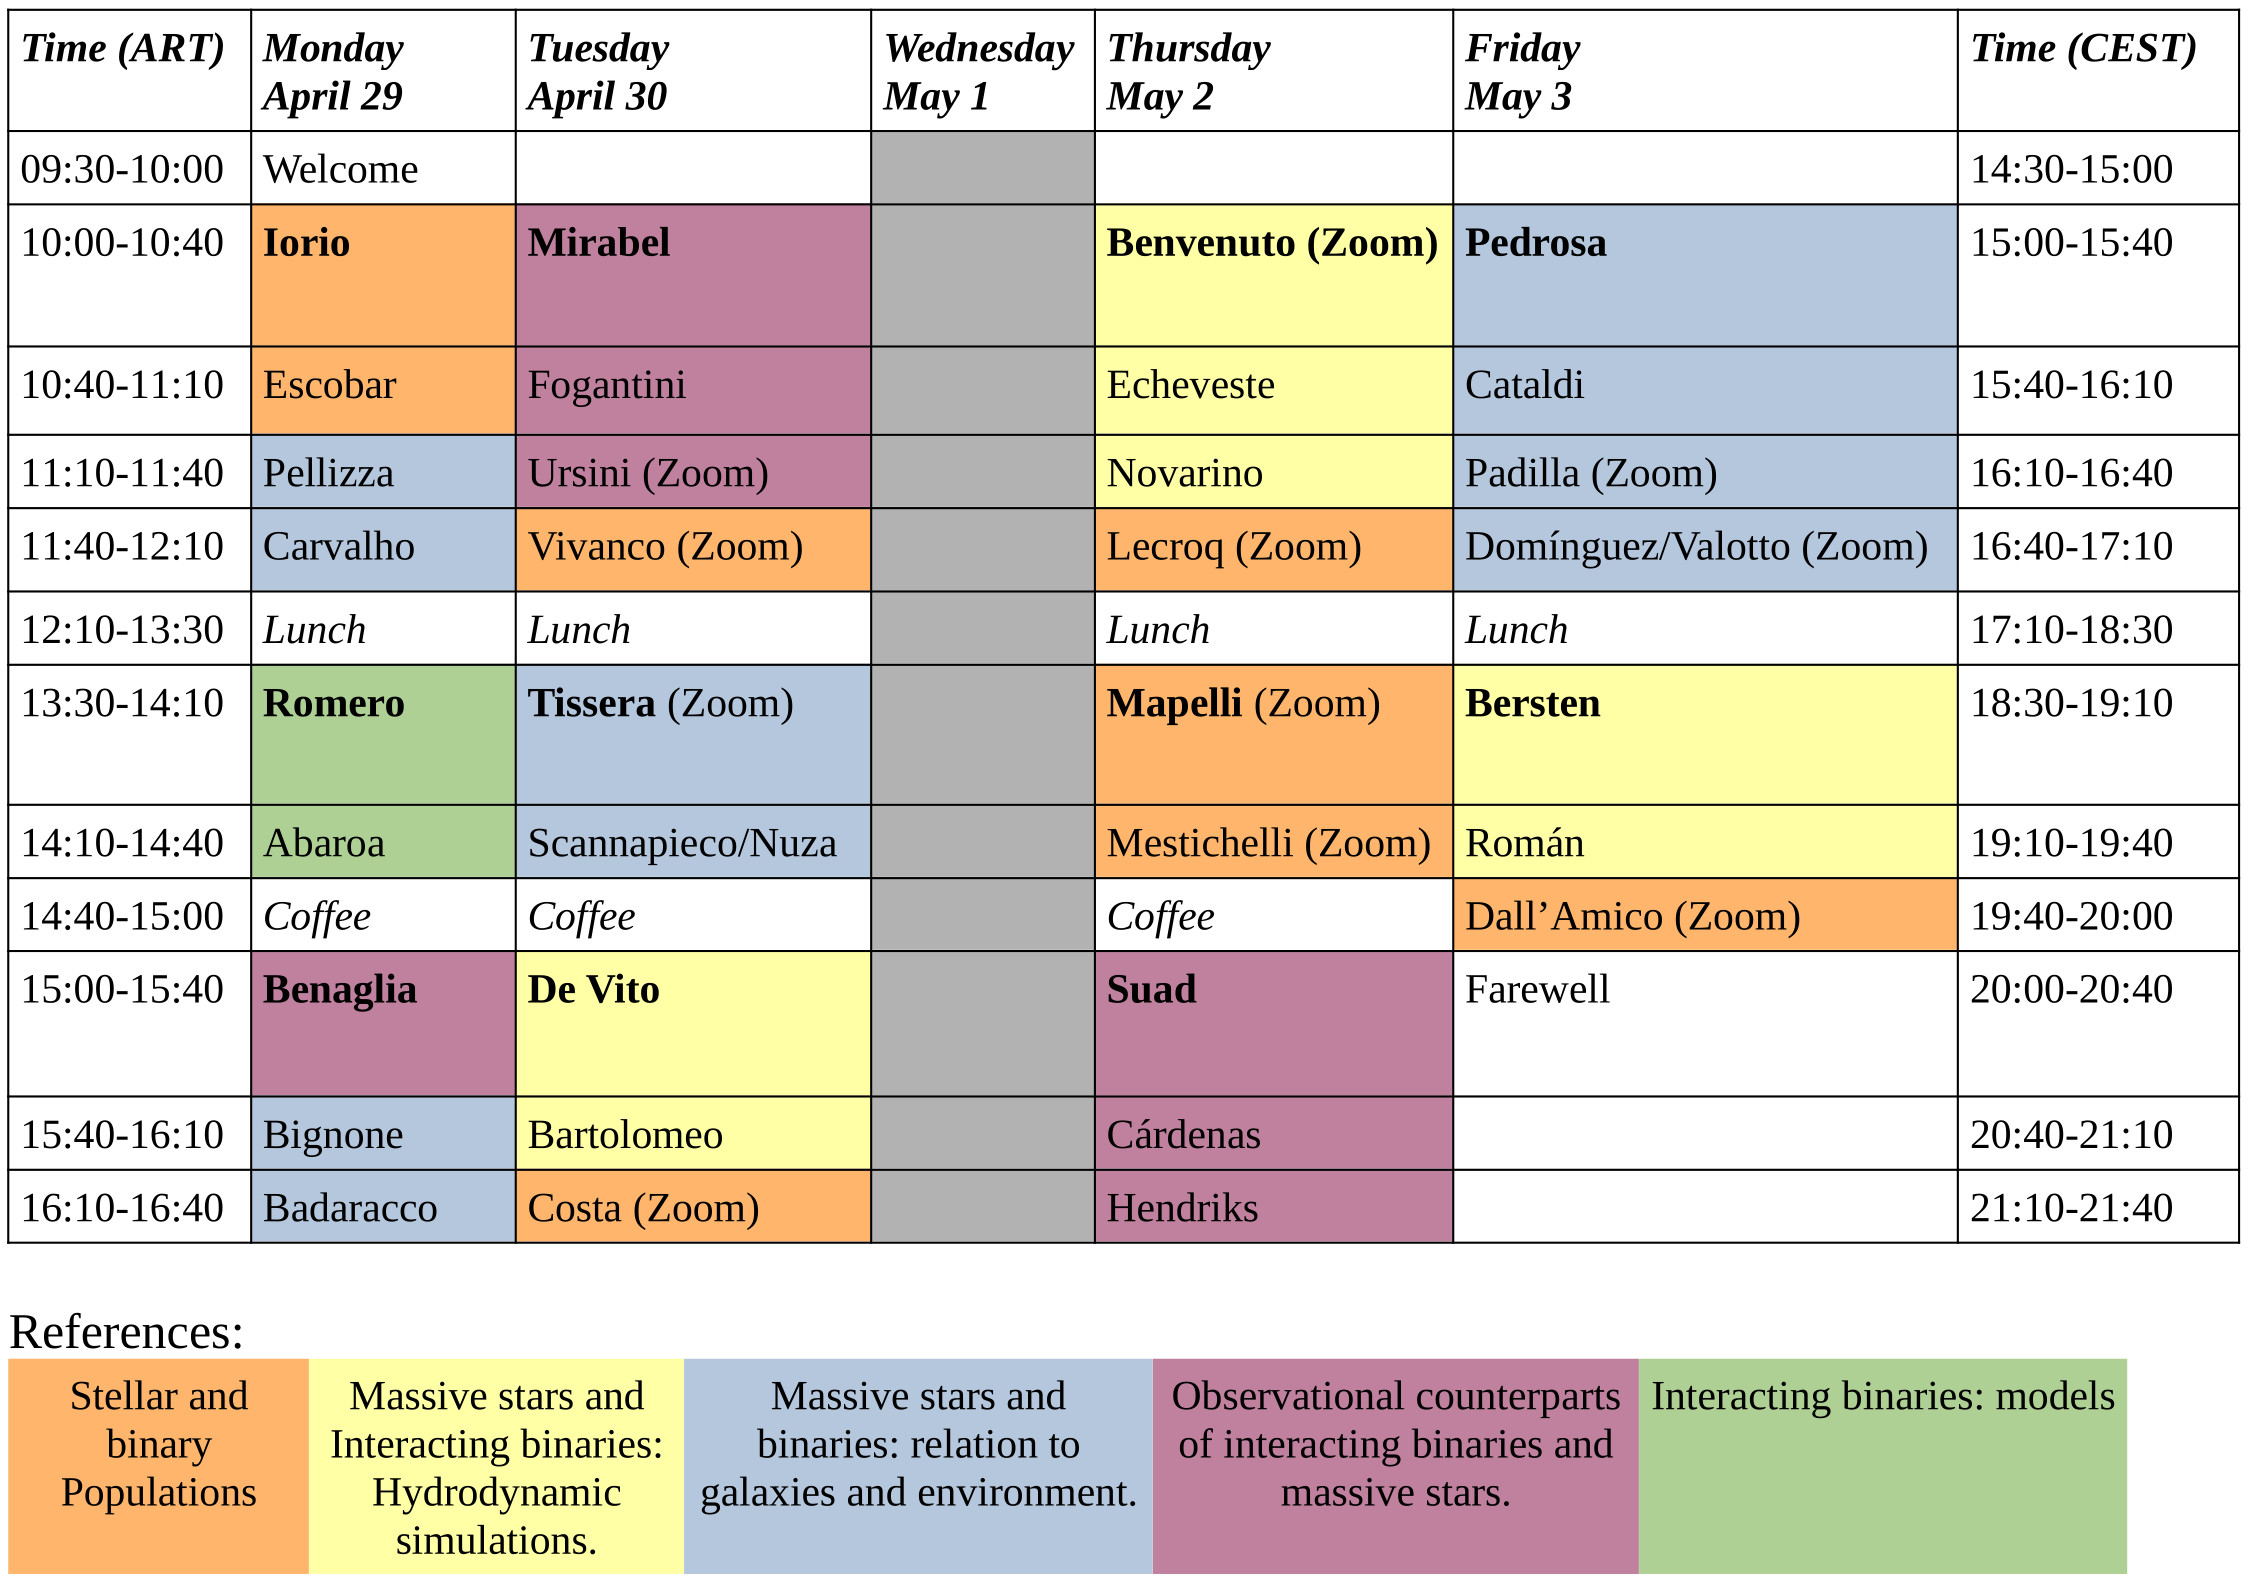 Time (ART) Monday April 29 Tuesday April 30 Wednesday May 1 Thursday May 2 Friday May 3 Time (CEST)
09:30-10:00 Welcome 14:30-15:00
10:00-10:40 Iorio Mirabel Benvenuto (Zoom) Pedrosa 15:00-15:40
10:40-11:10 Escobar Fogantini Echeveste Cataldi 15:40-16:10
11:10-11:40 Pellizza Ursini (Zoom) Novarino Padilla (Zoom) 16:10-16:40
11:40-12:10 Carvalho Vivanco (Zoom) Lecroq (Zoom) Domínguez/Valotto (Zoom) 16:40-17:10
12:10-13:30 Lunch Lunch Lunch Lunch 17:10-18:30
13:30-14:10 Romero Tissera (Zoom) Mapelli (Zoom) Bersten 18:30-19:10
14:10-14:40 Abaroa Scannapieco/Nuza Mestichelli (Zoom) Román 19:10-19:40
14:40-15:00 Coffee Coffee Coffee Dall’Amico (Zoom) 19:40-20:00
15:00-15:40 Benaglia De Vito Suad Farewell 20:00-20:40
15:40-16:10 Bignone Bartolomeo Cárdenas 20:40-21:10
16:10-16:40 Badaracco Costa (Zoom) Hendriks 21:10-21:40
References:
Stellar and
binary
Populations
Massive stars and
Interacting binaries:
Hydrodynamic
simulations.
Massive stars and
binaries: relation to
galaxies and environment.
Observational counterparts
of interacting binaries and
massive stars.
Interacting binaries: models